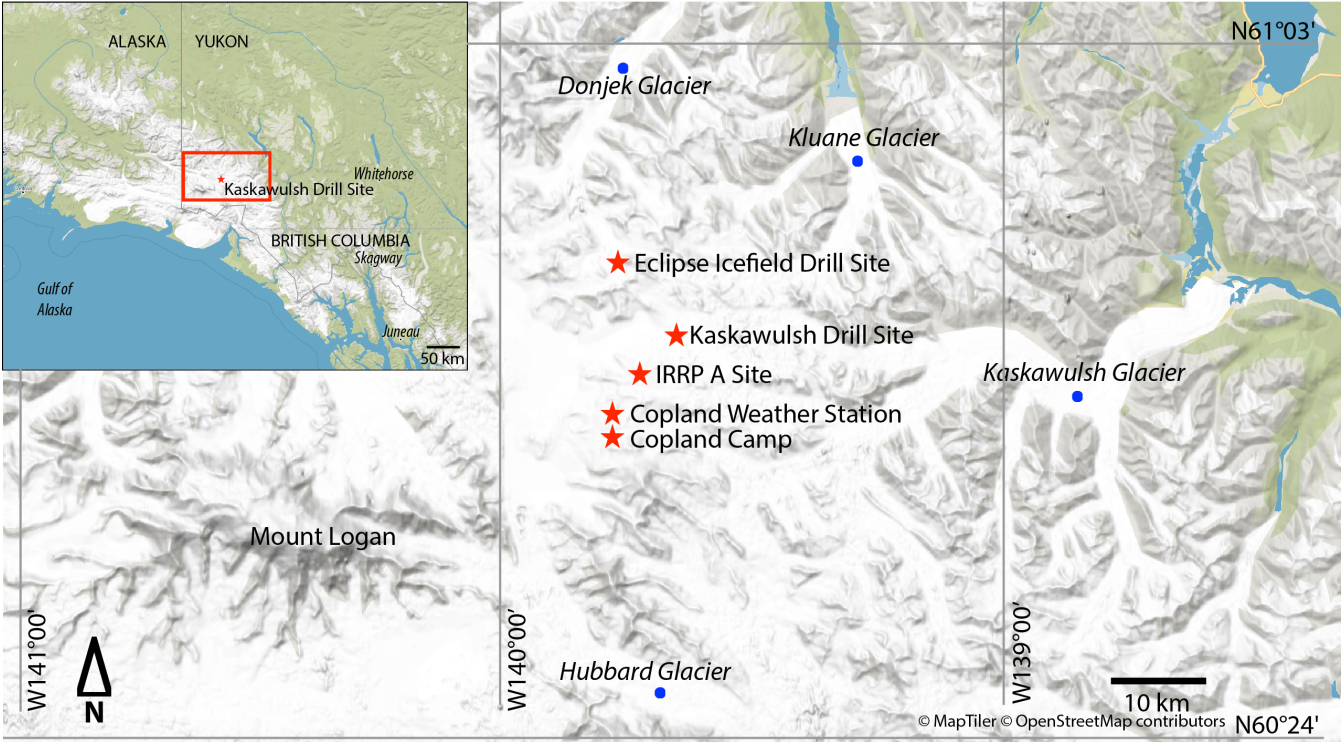 ALASKA
YUKON
Whitehorse
Kaskawulsh Drill Site
BRITISH COLUMBIA
Skagway
Gulf of
Alaska
Juneau
50 km
N61°03'
Donjek Glacier
Kluane Glacier
Eclipse Icefield Drill Site
Kaskawulsh Drill Site
IRRP A Site
Kaskawulsh Glacier
Copland Weather Station
Copland Camp
Mount Logan
W141°00'
W140°00'
W139°00'
Hubbard Glacier
N
10 km
© MapTiler © OpenStreetMap contributors
N60°24'